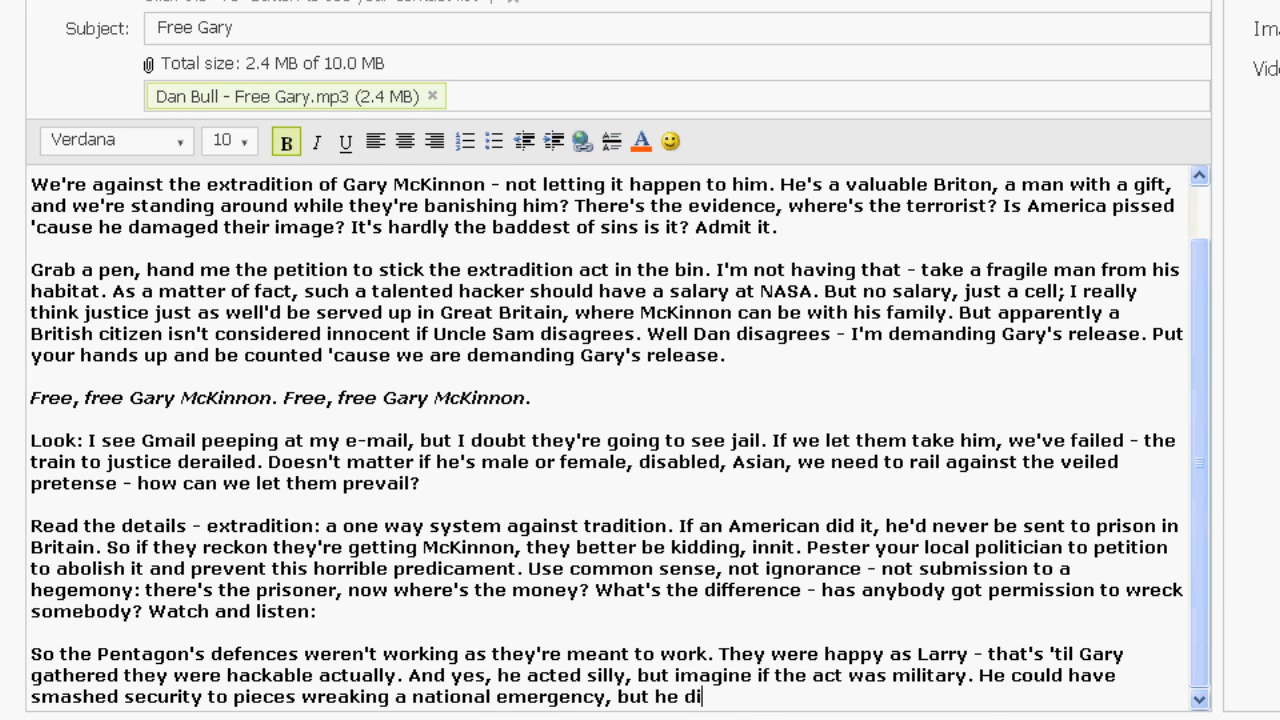 Subject: Free Gary
Total size: 2.4 MB of 10.0 MB
Dan Bull - Free Gary.mp3 (2.4 MB) ×
Verdana 10 B I U A
We're against the extradition of Gary McKinnon - not letting it happen to him. He's a valuable Briton, a man with a gift,
and we're standing around while they're banishing him? There's the evidence, where's the terrorist? Is America pissed
'cause he damaged their image? It's hardly the baddest of sins is it? Admit it.
Grab a pen, hand me the petition to stick the extradition act in the bin. I'm not having that - take a fragile man from his
habitat. As a matter of fact, such a talented hacker should have a salary at NASA. But no salary, just a cell; I really
think justice just as well'd be served up in Great Britain, where McKinnon can be with his family. But apparently a
British citizen isn't considered innocent if Uncle Sam disagrees. Well Dan disagrees - I'm demanding Gary's release. Put
your hands up and be counted 'cause we are demanding Gary's release.
Free, free Gary McKinnon. Free, free Gary McKinnon.
Look: I see Gmail peeping at my e-mail, but I doubt they're going to see jail. If we let them take him, we've failed - the
train to justice derailed. Doesn't matter if he's male or female, disabled, Asian, we need to rail against the veiled
pretense - how can we let them prevail?
Read the details - extradition: a one way system against tradition. If an American did it, he'd never be sent to prison in
Britain. So if they reckon they're getting McKinnon, they better be kidding, innit. Pester your local politician to petition
to abolish it and prevent this horrible predicament. Use common sense, not ignorance - not submission to a
hegemony: there's the prisoner, now where's the money? What's the difference - has anybody got permission to wreck
somebody? Watch and listen:
So the Pentagon's defences weren't working as they're meant to work. They were happy as Larry - that's 'til Gary
gathered they were hackable actually. And yes, he acted silly, but imagine if the act was military. He could have
smashed security to pieces wreaking a national emergency, but he di